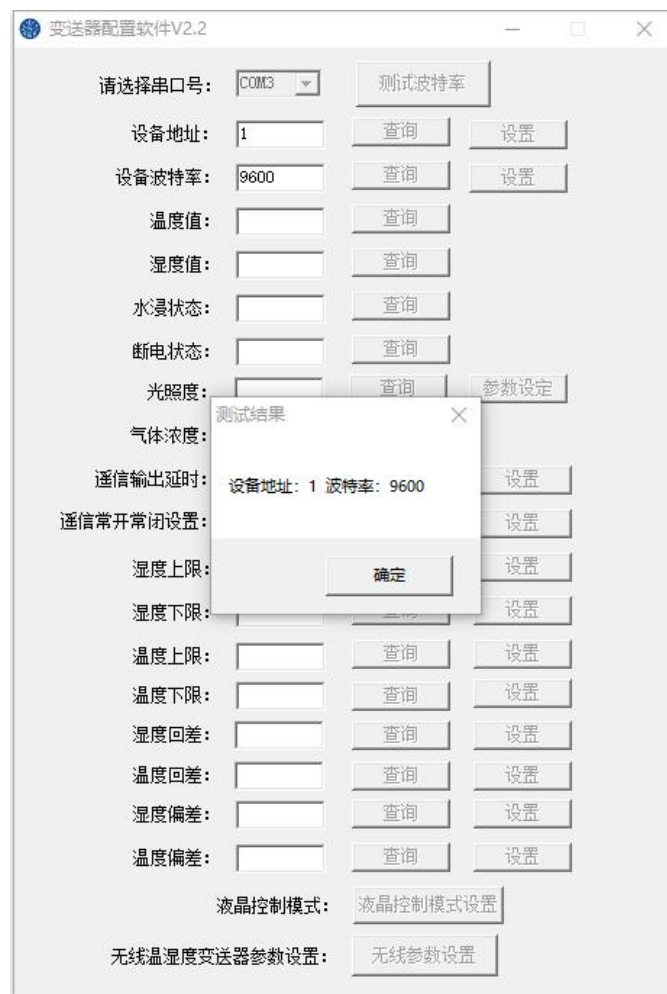 变送器配置软件V2.2
请选择串口号： COM3 测试波特率
设备地址： 1 查询 设置
设备波特率： 9600 查询 设置
温度值： 查询
湿度值： 查询
水浸状态： 查询
断电状态： 查询
光照度： 查询 参数设定
测试结果
气体浓度：
遥信输出延时： 设置
设备地址：1 波特率：9600
遥信常开常闭设置： 设置
湿度上限： 设置
确定
湿度下限： 设置
温度上限： 查询 设置
温度下限： 查询 设置
湿度回差： 查询 设置
温度回差： 查询 设置
湿度偏差： 查询 设置
温度偏差： 查询 设置
液晶控制模式： 液晶控制模式设置
无线温湿度变送器参数设置： 无线参数设置